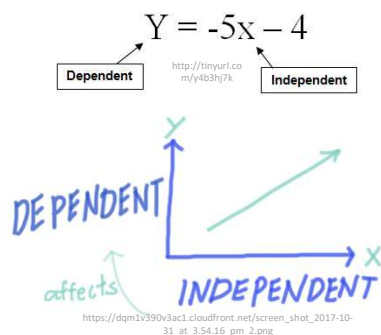 Y = -5x – 4
http://tinyurl.co
m/y4b3hj7k
Dependent
Independent
Y
DEPENDENT
X
affects
INDEPENDENT
https://dqm1v390v3ac1.cloudfront.net/screen_shot_2017-10-
31_at_3.54.16_pm_2.png